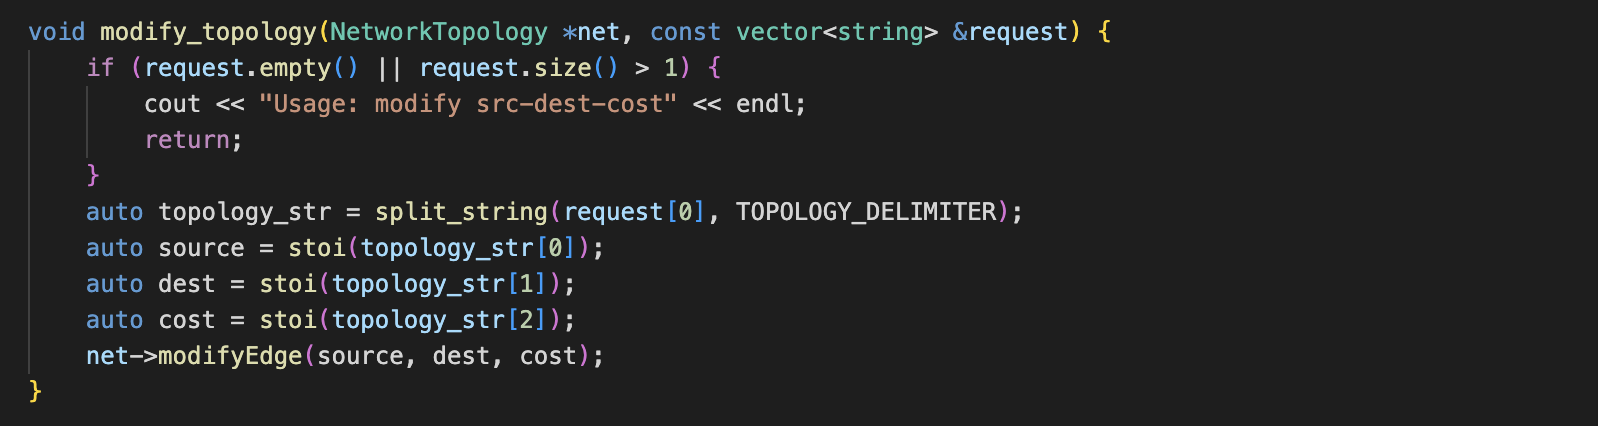 void modify_topology(NetworkTopology *net, const vector<string> &request) {
    if (request.empty() || request.size() > 1) {
        cout << "Usage: modify src-dest-cost" << endl;
        return;
    }
    auto topology_str = split_string(request[0], TOPOLOGY_DELIMITER);
    auto source = stoi(topology_str[0]);
    auto dest = stoi(topology_str[1]);
    auto cost = stoi(topology_str[2]);
    net->modifyEdge(source, dest, cost);
}